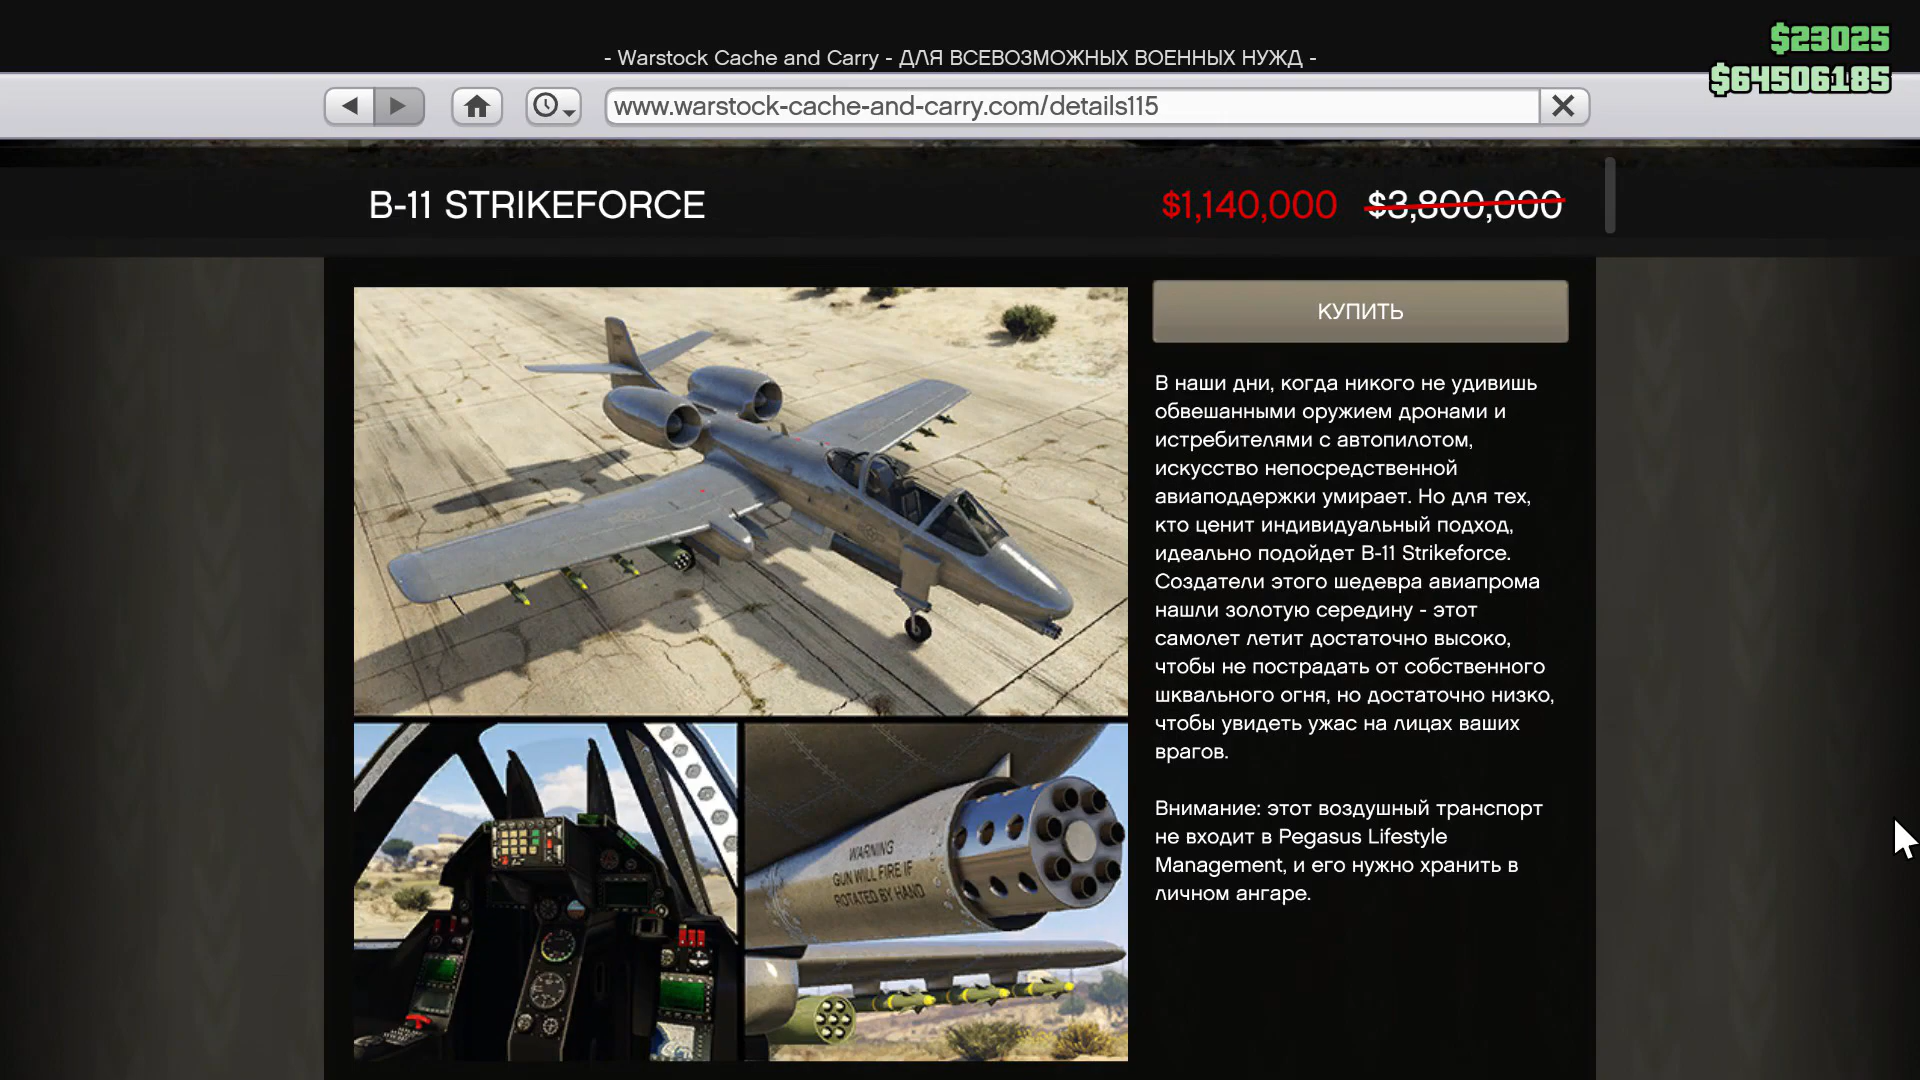 $23025
$64506185
- Warstock Cache and Carry - ДЛЯ ВСЕВОЗМОЖНЫХ ВОЕННЫХ НУЖД -
www.warstock-cache-and-carry.com/details115
B-11 STRIKEFORCE
$1,140,000 $3,800,000
КУПИТЬ
В наши дни, когда никого не удивишь
обвешанными оружием дронами и
истребителями с автопилотом,
искусство непосредственной
авиаподдержки умирает. Но для тех,
кто ценит индивидуальный подход,
идеально подойдет B-11 Strikeforce.
Создатели этого шедевра авиапрома
нашли золотую середину - этот
самолет летит достаточно высоко,
чтобы не пострадать от собственного
шквального огня, но достаточно низко,
чтобы увидеть ужас на лицах ваших
врагов.
Внимание: этот воздушный транспорт
не входит в Pegasus Lifestyle
Management, и его нужно хранить в
личном ангаре.
WARNING
GUN WILL FIRE IF
ROTATED BY HAND